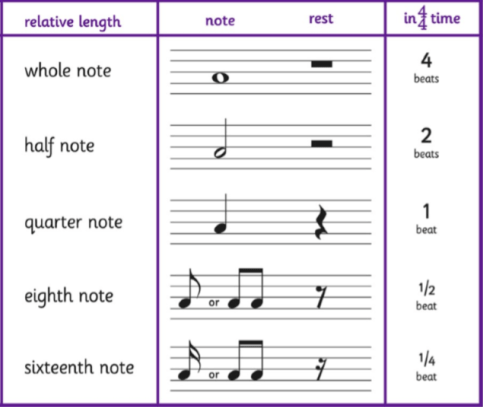 relative length note rest in 4/4 time
whole note 4
beats
half note 2
beats
quarter note 1
beat
eighth note or 1/2
beat
sixteenth note or 1/4
beat